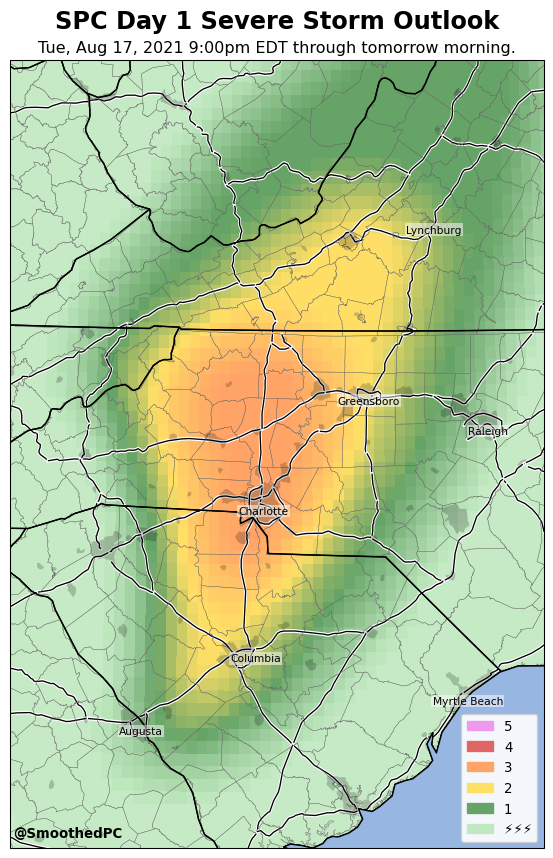 SPC Day 1 Severe Storm Outlook
Tue, Aug 17, 2021 9:00pm EDT through tomorrow morning.
Lynchburg
Greensboro
Raleigh
Charlotte
Columbia
Myrtle Beach
Augusta
5
4
3
2
1
⚡⚡⚡
@SmoothedPC